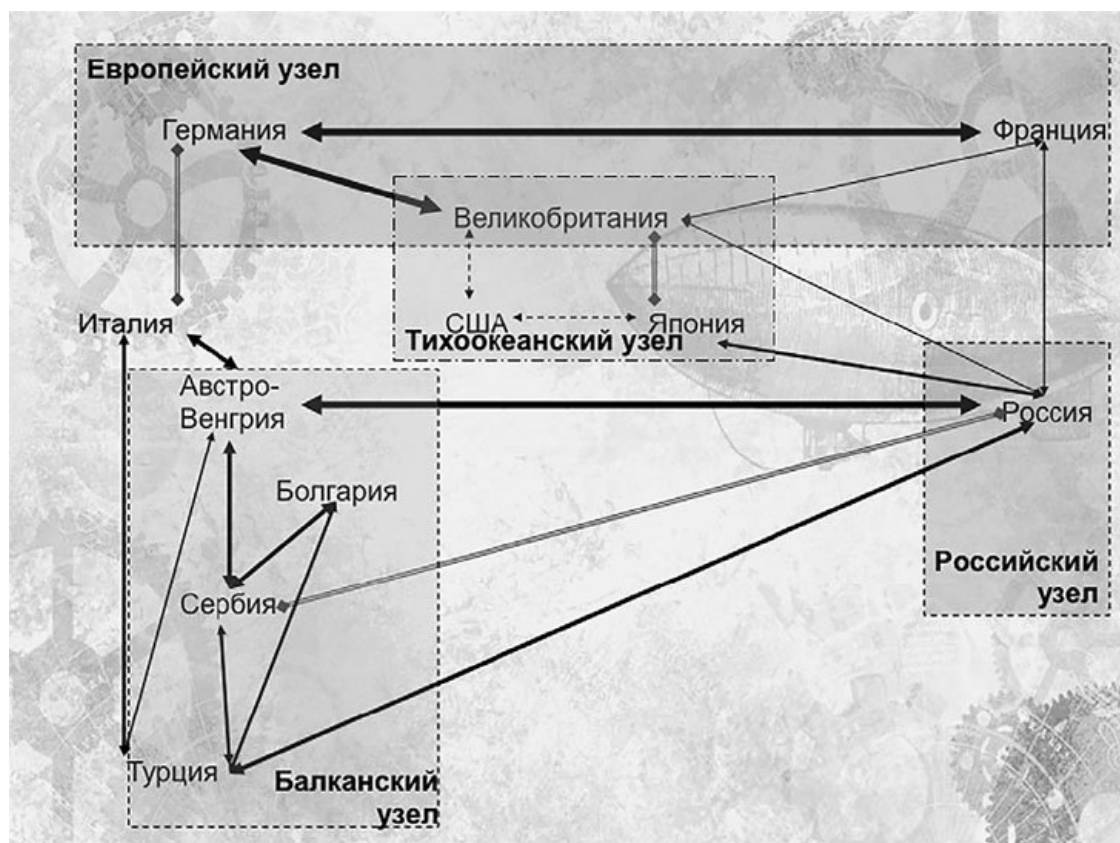 Европейский узел
Германия
Франция
Великобритания
Италия
США
Япония
Тихоокеанский узел
Австро-
Венгрия
Россия
Болгария
Российский
узел
Сербия
Турция
Балканский
узел